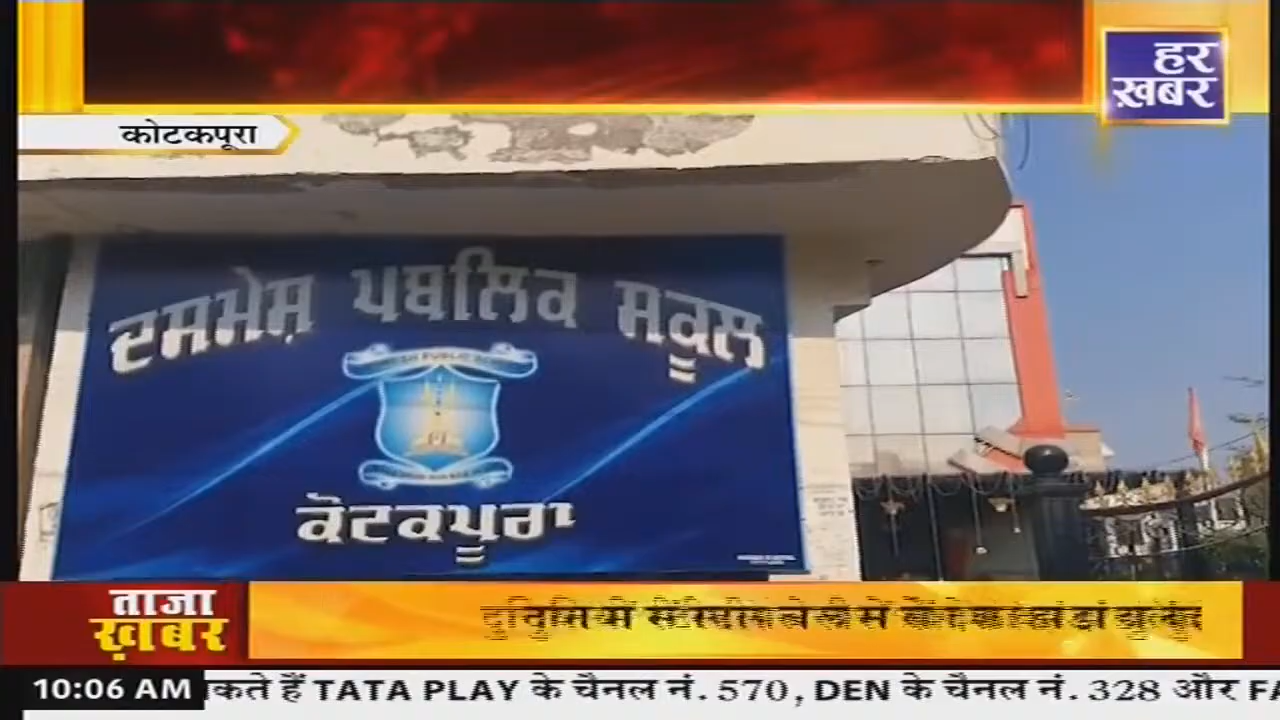 हर
ख़बर
कोटकपूरा
ਦਸਮੇਸ਼ ਪਬਲਿਕ ਸਕੂਲ
PUBLIC
ਕੋਟਕਪੂਰਾ
ताजा
ख़बर
10:06 AM कते हैं TATA PLAY के चैनल नं. 570, DEN के चैनल नं. 328 और FA